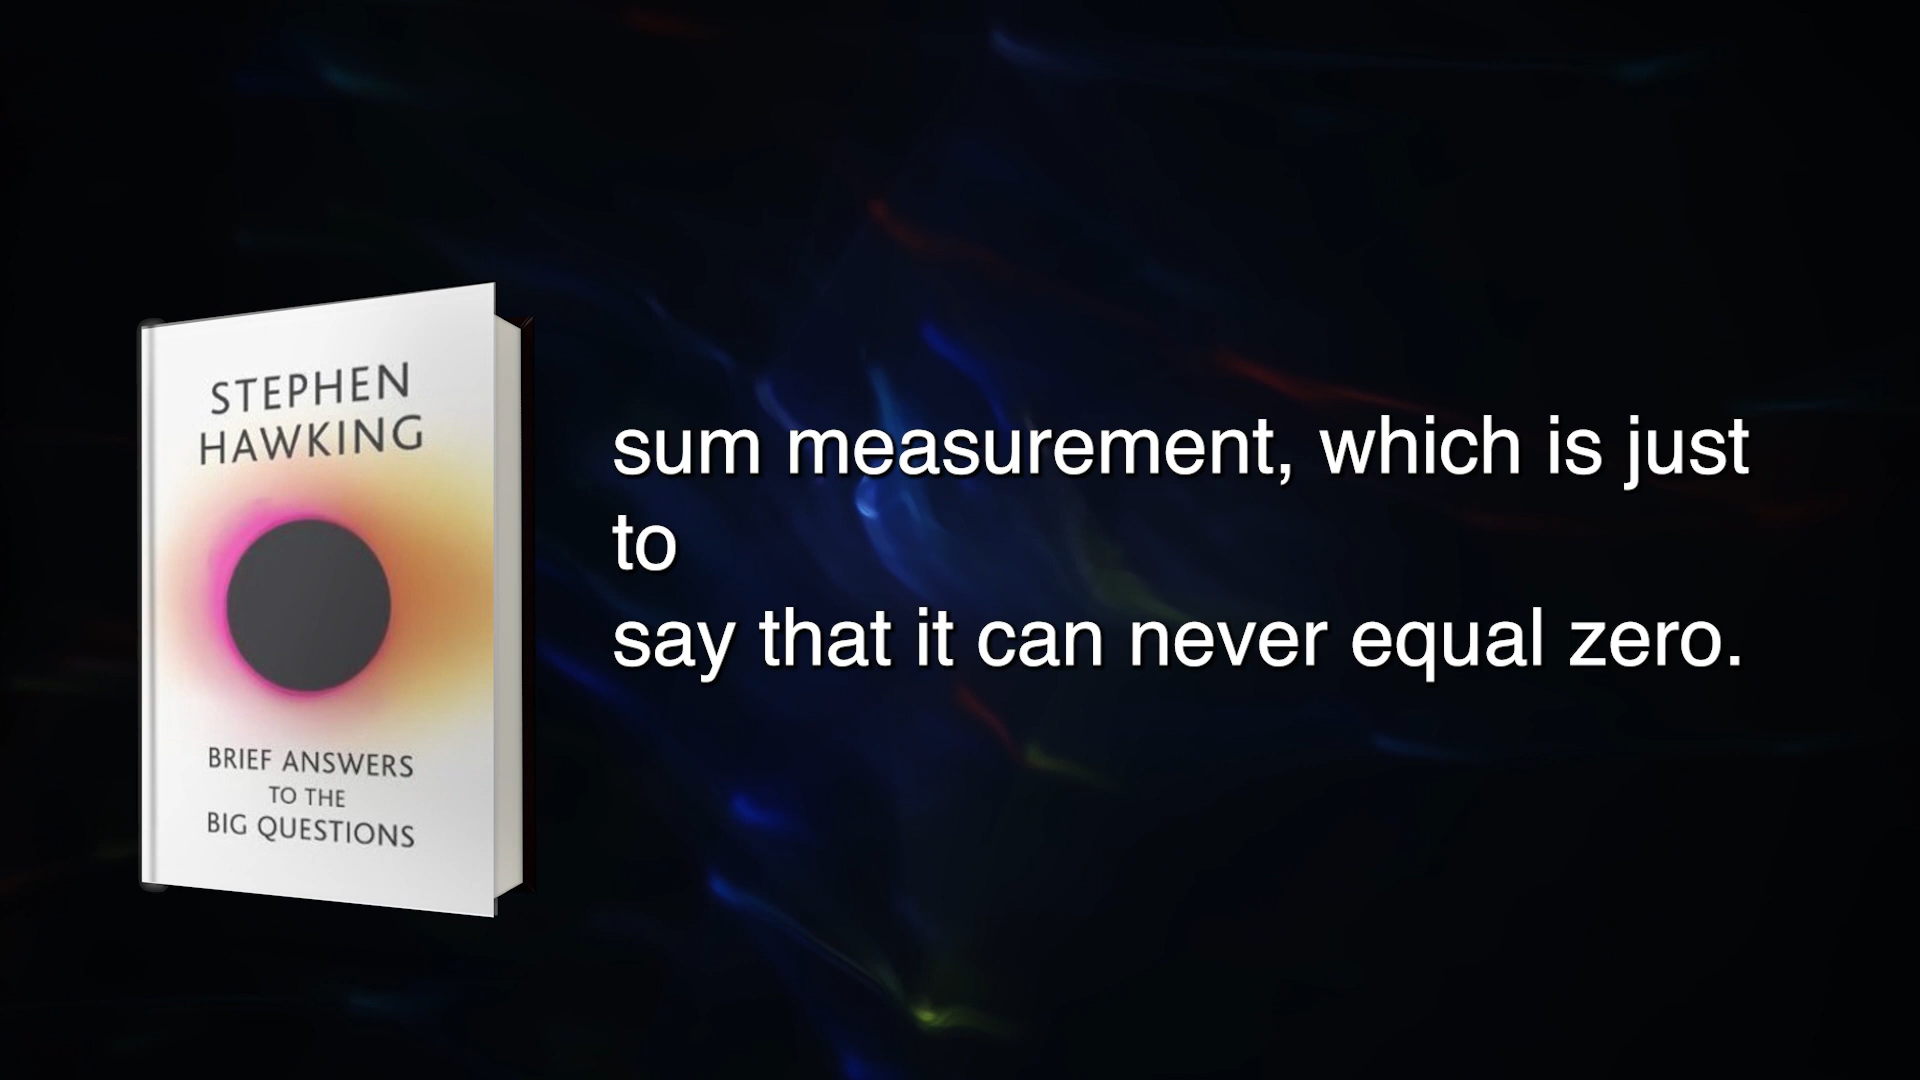 STEPHEN
HAWKING
BRIEF ANSWERS
TO THE
BIG QUESTIONS
sum measurement, which is just
to
say that it can never equal zero.